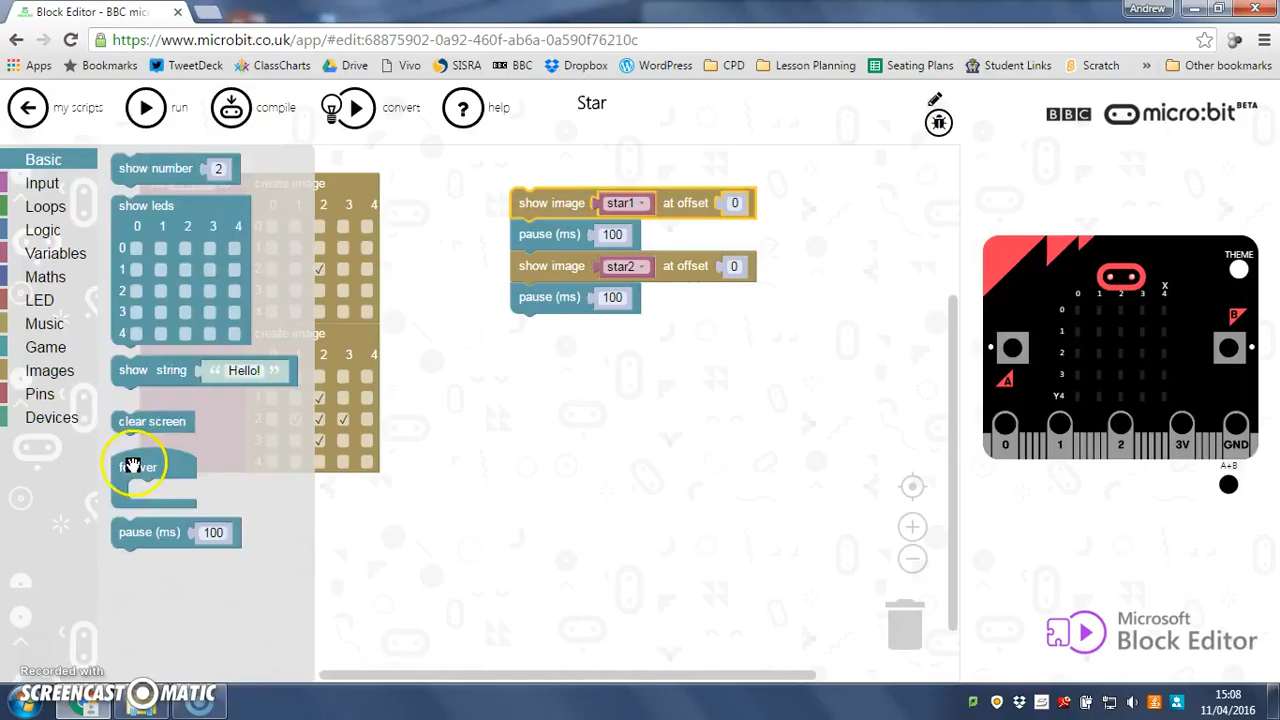 Block Editor - BBC mic
Andrew
https://www.microbit.co.uk/app/#edit:68875902-0a92-460f-ab6a-0a590f76210c
Apps Bookmarks TweetDeck ClassCharts Drive Vivo SISRA BBC Dropbox WordPress CPD Lesson Planning Seating Plans Student Links Scratch » Other bookmarks
my scripts run compile convert ? help
Star
BBC micro:bit BETA
Basic
Input
Loops
Logic
Variables
Maths
LED
Music
Game
Images
Pins
Devices
show number 2
show leds
0 1 2 3 4
0
1
2
3
4
show string “ Hello! ”
clear screen
pause (ms) 100
create image
0 1 2 3 4
create image
2 3 4
show image star1 at offset 0
pause (ms) 100
show image star2 at offset 0
pause (ms) 100
THEME
X
0 1 2 3 4
0
1
2
3
Y4
B
A
0 1 2 3V GND
A+B
Microsoft
Block Editor
Recorded with
SCREENCAST MATIC
15:08
11/04/2016